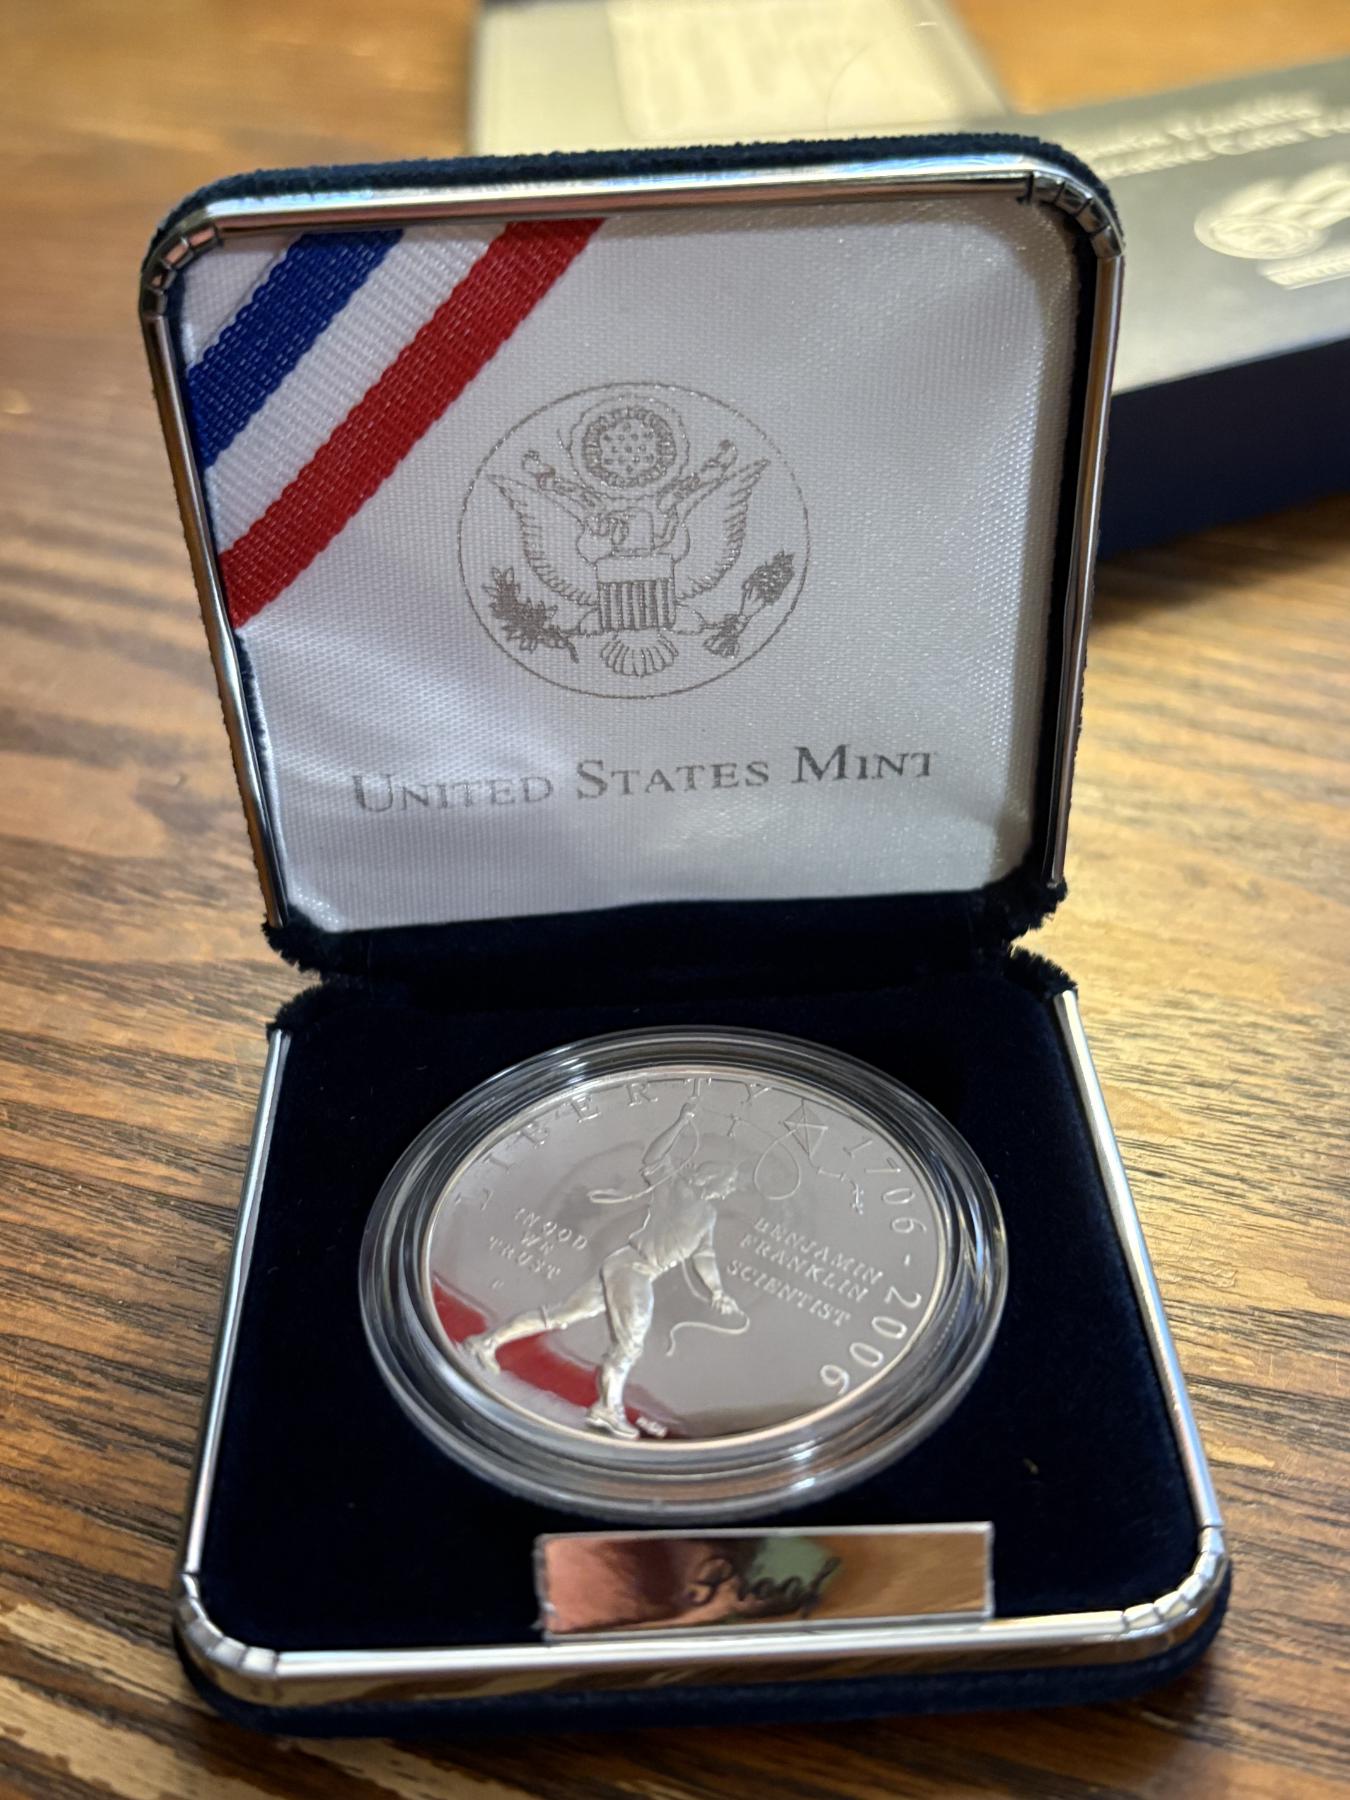 UNITED STATES MINT
LIBERTY
1706-2006
IN GOD
WE
TRUST
P
BENJAMIN
FRANKLIN
SCIENTIST
Proof